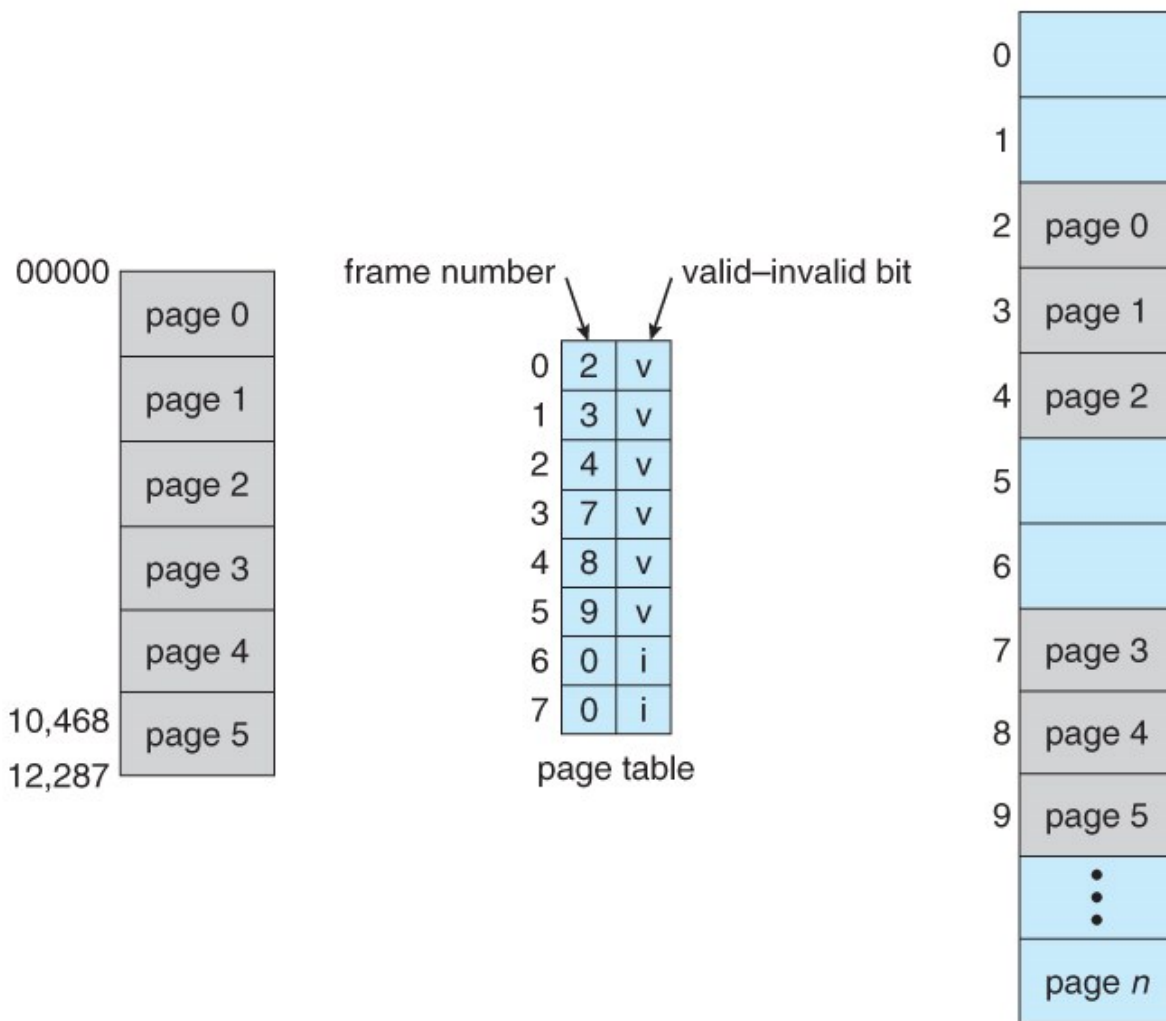 00000
page 0
page 1
page 2
page 3
page 4
10,468
page 5
12,287
frame number
valid–invalid bit
0 2 v
1 3 v
2 4 v
3 7 v
4 8 v
5 9 v
6 0 i
7 0 i
page table
0
1
2 page 0
3 page 1
4 page 2
5
6
7 page 3
8 page 4
9 page 5
page n